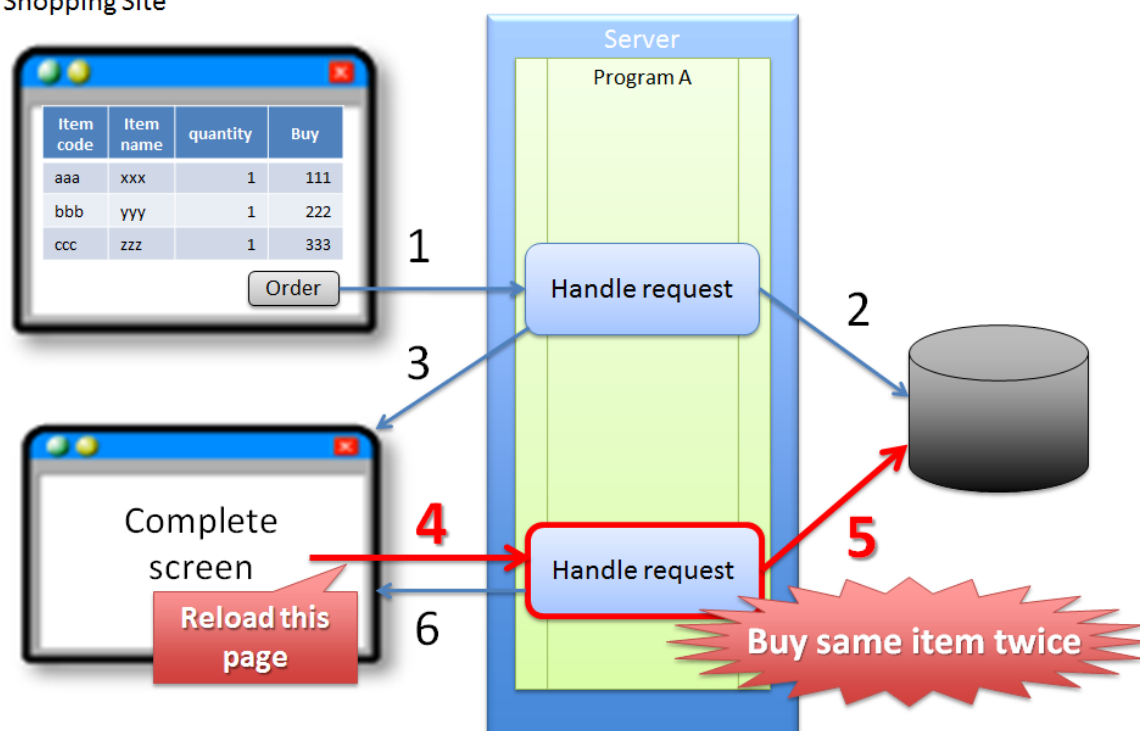 Shopping Site
Server
Program A
Item code
Item name
quantity
Buy
aaa xxx 1 111
bbb yyy 1 222
ccc zzz 1 333
Order
1
Handle request
2
3
Complete
screen
4
Handle request
5
Reload this
page
6
Buy same item twice